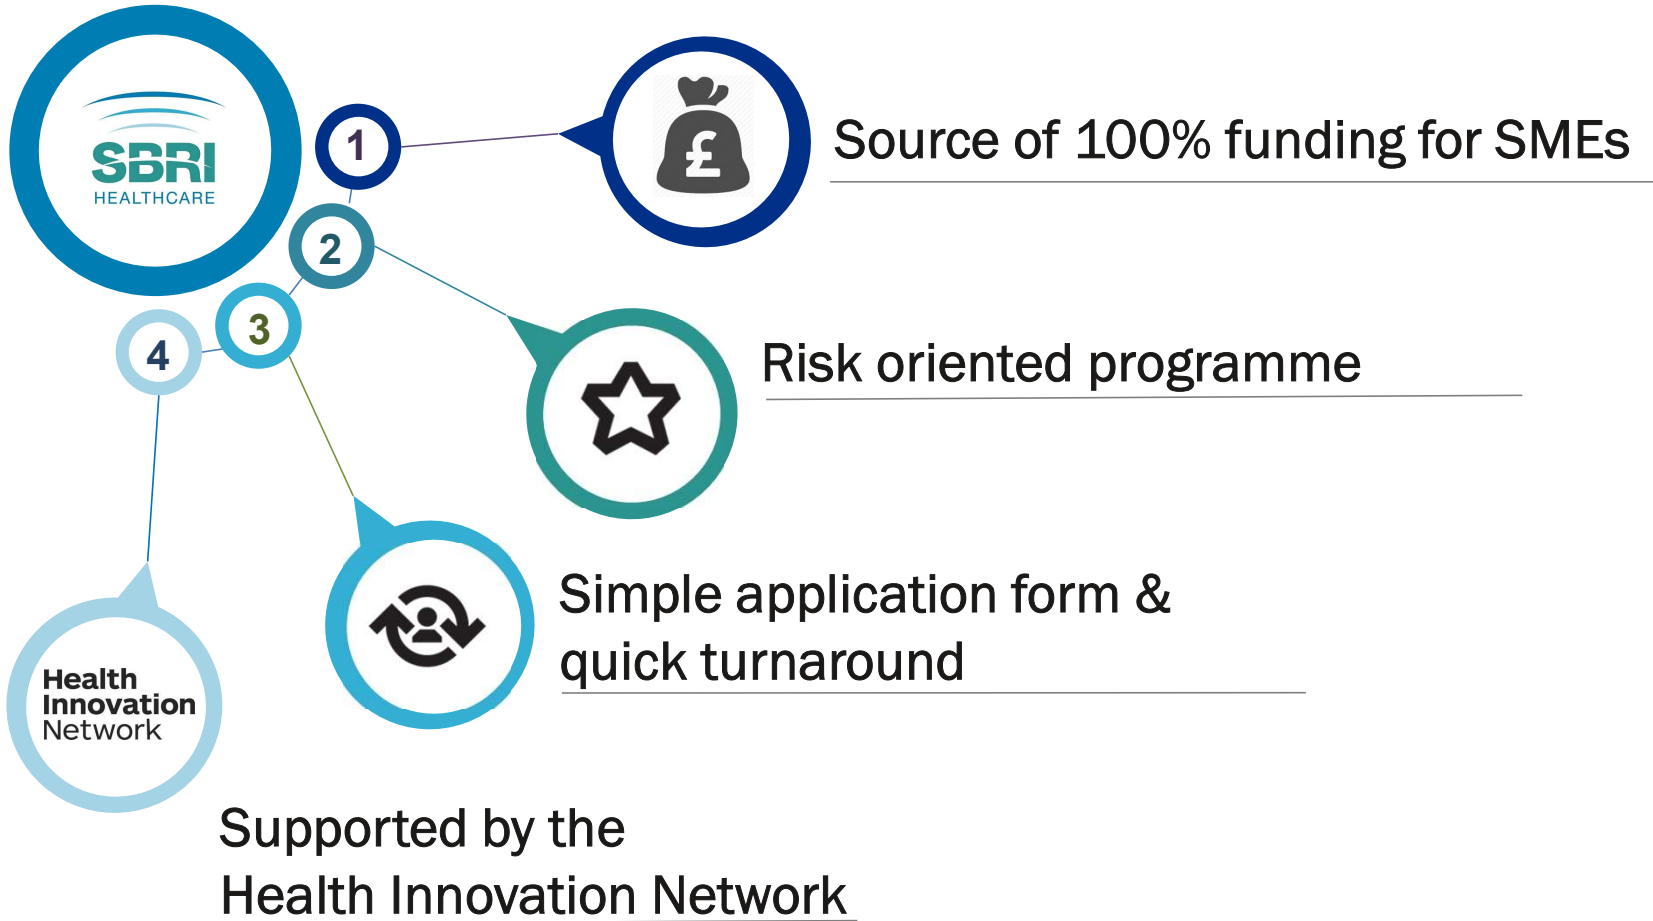 SBRI
HEALTHCARE
1
£
Source of 100% funding for SMEs
2
Risk oriented programme
3
Simple application form &
quick turnaround
4
Health
Innovation
Network
Supported by the
Health Innovation Network